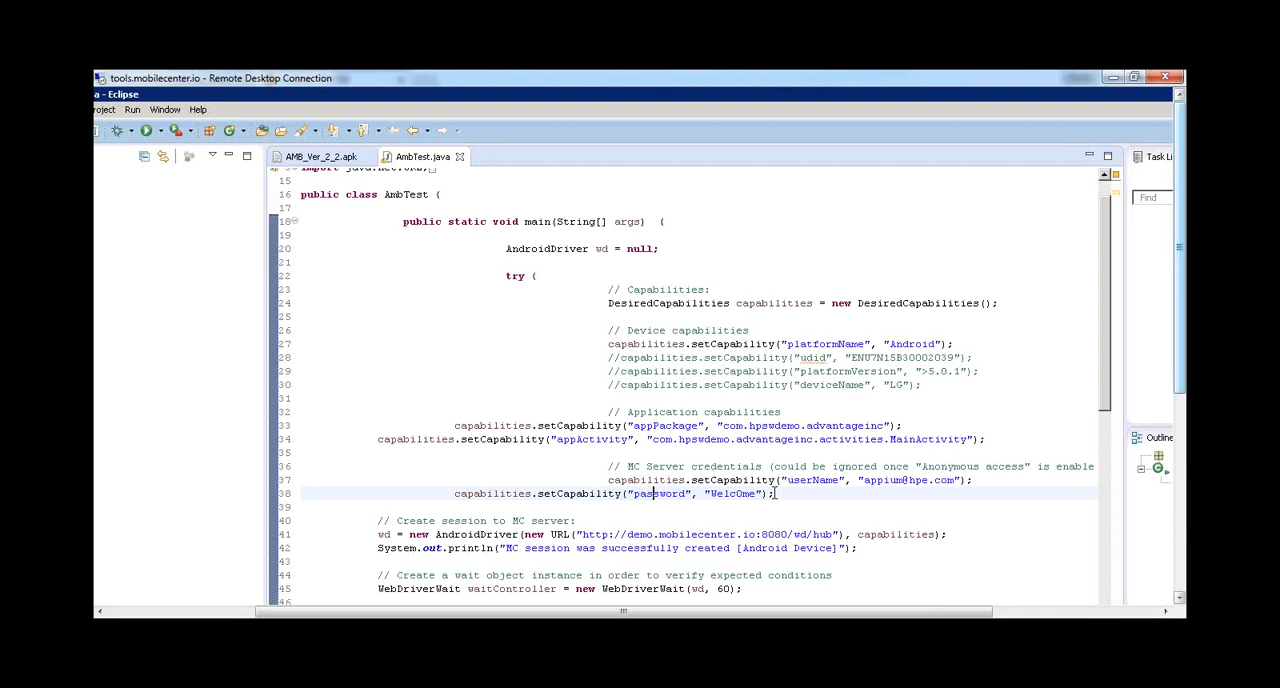 tools.mobilecenter.io - Remote Desktop Connection
a - Eclipse
roject Run Window Help
AMB_Ver_2_2.apk AmbTest.java Task Li
Find
Outline
15
16 public class AmbTest {
17
18 public static void main(String[] args) {
19
20 AndroidDriver wd = null;
21
22 try {
23 // Capabilities:
24 DesiredCapabilities capabilities = new DesiredCapabilities();
25
26 // Device capabilities
27 capabilities.setCapability("platformName", "Android");
28 //capabilities.setCapability("udid", "ENU7N15B30002039");
29 //capabilities.setCapability("platformVersion", ">5.0.1");
30 //capabilities.setCapability("deviceName", "LG");
31
32 // Application capabilities
33 capabilities.setCapability("appPackage", "com.hpswdemo.advantageinc");
34 capabilities.setCapability("appActivity", "com.hpswdemo.advantageinc.activities.MainActivity");
35
36 // MC Server credentials (could be ignored once "Anonymous access" is enable
37 capabilities.setCapability("userName", "appium@hpe.com");
38 capabilities.setCapability("password", "Welc0me");
39
40 // Create session to MC server:
41 wd = new AndroidDriver(new URL("http://demo.mobilecenter.io:8080/wd/hub"), capabilities);
42 System.out.println("MC session was successfully created [Android Device]");
43
44 // Create a wait object instance in order to verify expected conditions
45 WebDriverWait waitController = new WebDriverWait(wd, 60);
46